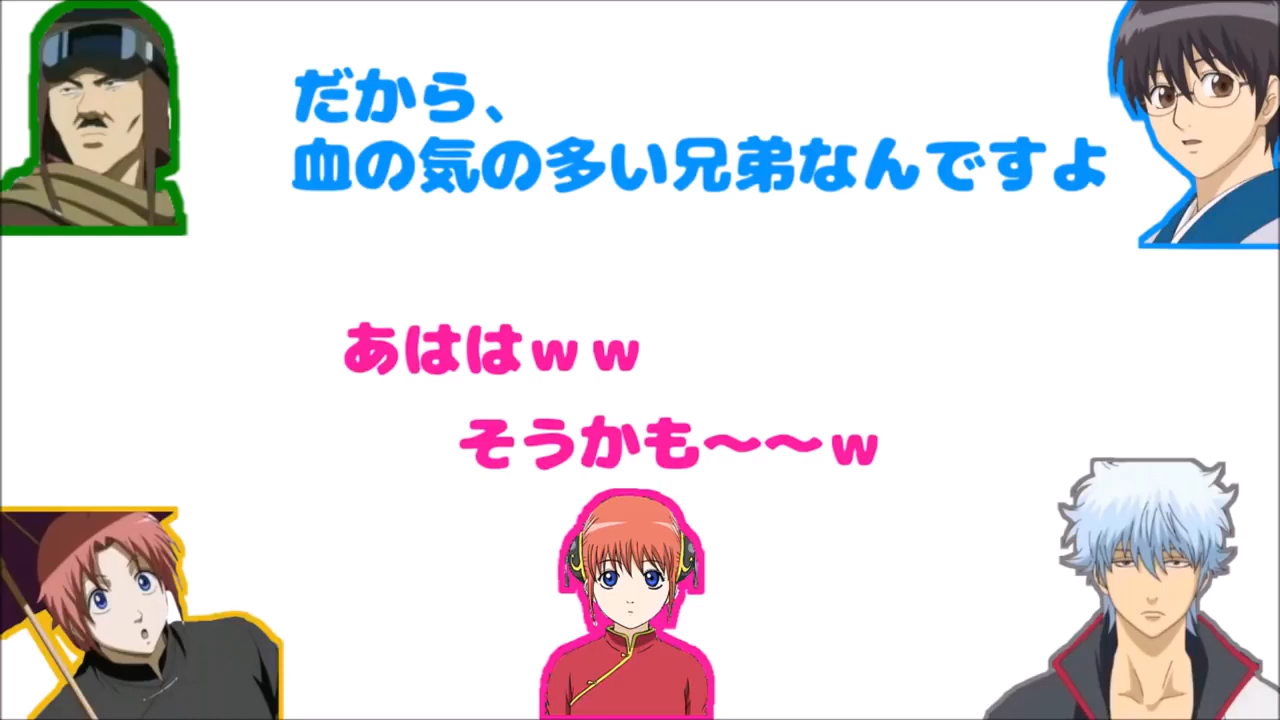 だから、
血の気の多い兄弟なんですよ
あははｗｗ
そうかも～～ｗ